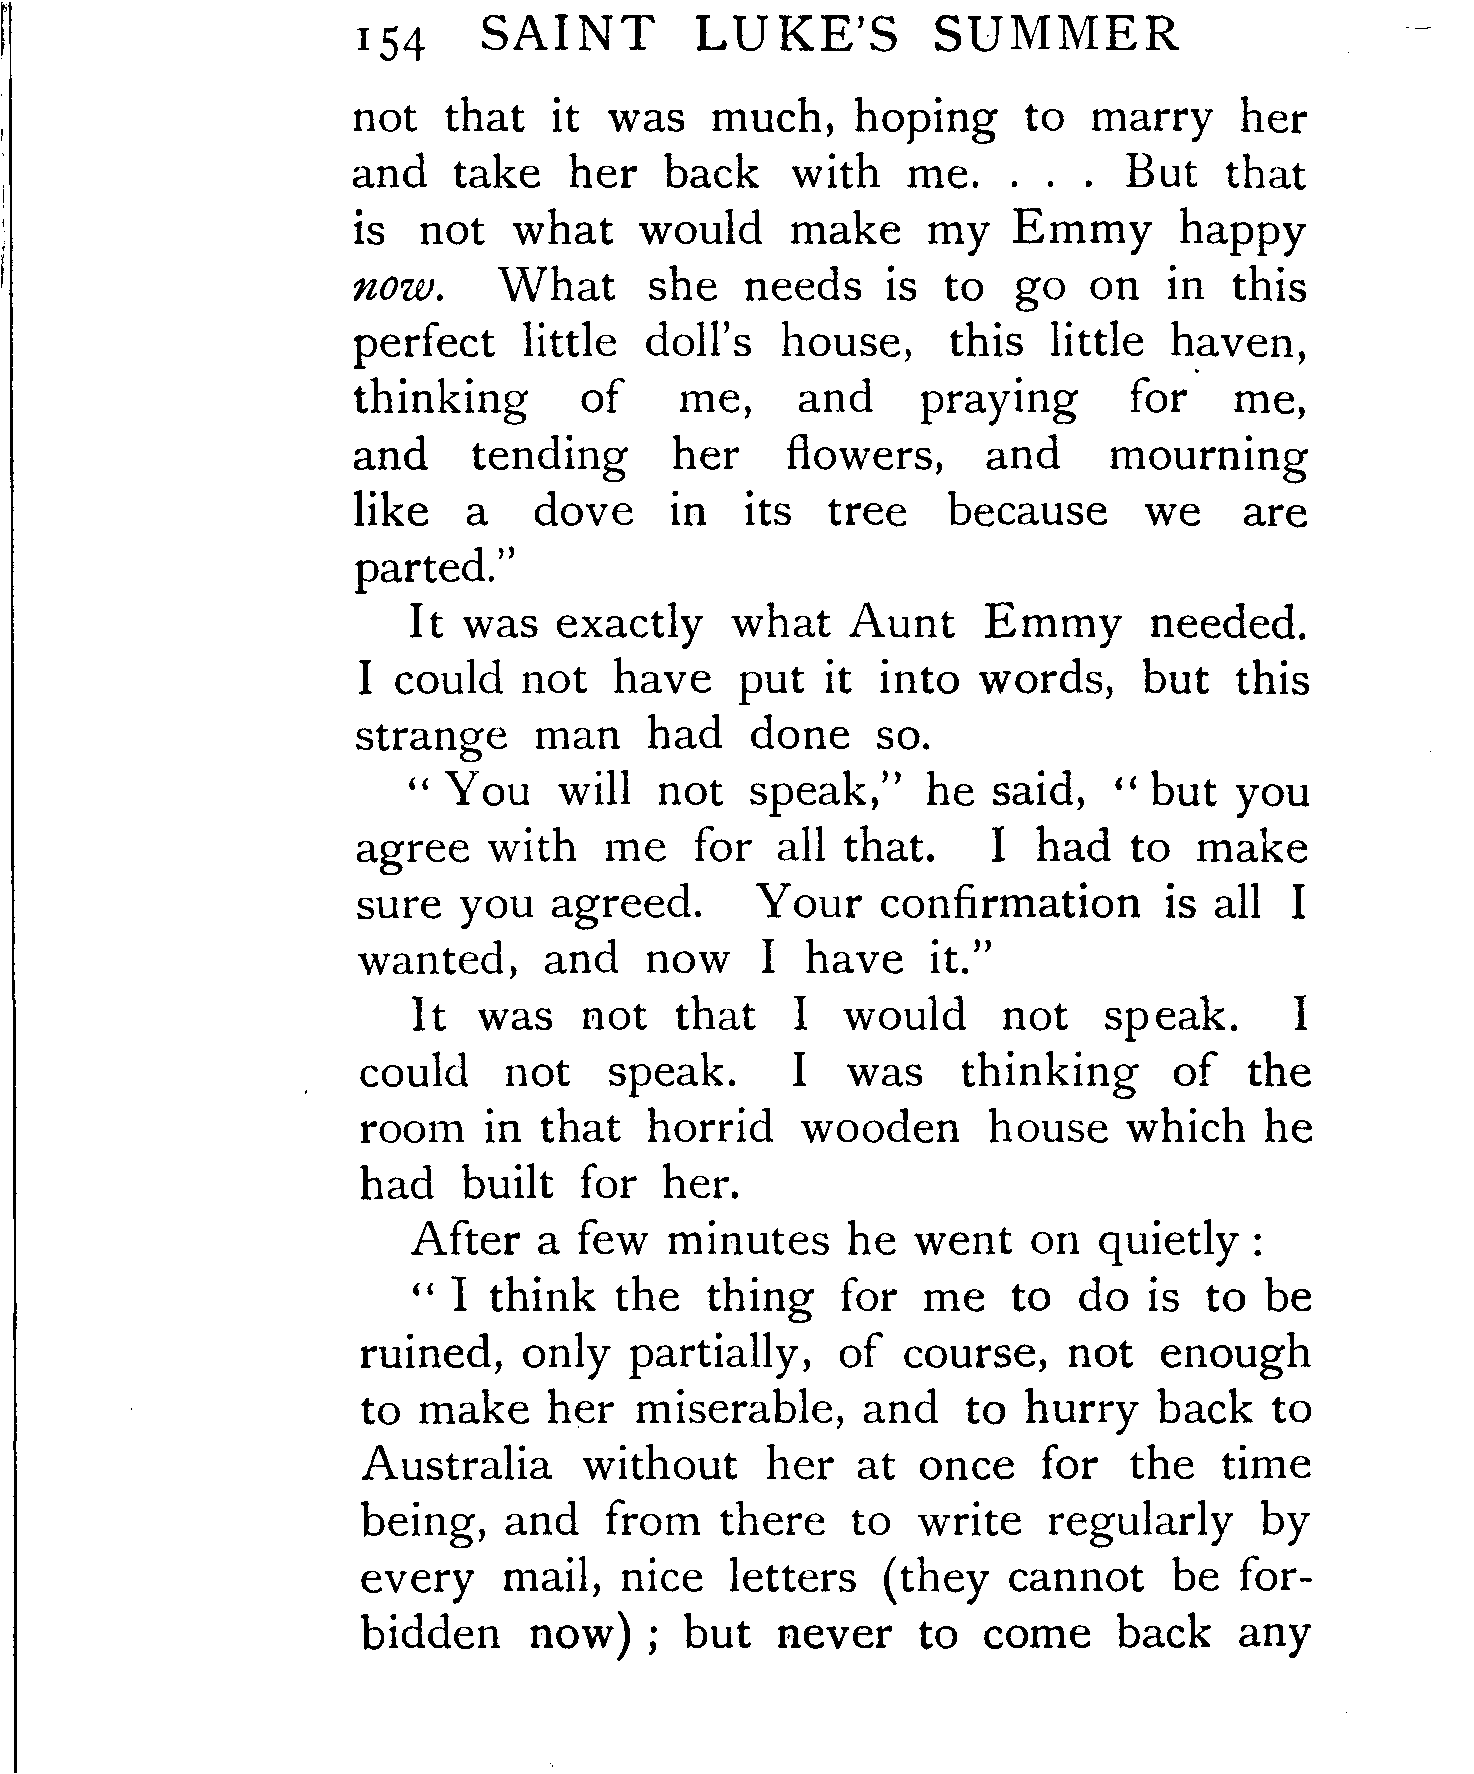 154 SAINT LUKE'S SUMMER
not that it was much, hoping to marry her
and take her back with me. . . . But that
is not what would make my Emmy happy
now. What she needs is to go on in this
perfect little doll's house, this little haven,
thinking of me, and praying for me,
and tending her flowers, and mourning
like a dove in its tree because we are
parted."
It was exactly what Aunt Emmy needed.
I could not have put it into words, but this
strange man had done so.
" You will not speak," he said, " but you
agree with me for all that. I had to make
sure you agreed. Your confirmation is all I
wanted, and now I have it."
It was not that I would not speak. I
could not speak. I was thinking of the
room in that horrid wooden house which he
had built for her.
After a few minutes he went on quietly :
" I think the thing for me to do is to be
ruined, only partially, of course, not enough
to make her miserable, and to hurry back to
Australia without her at once for the time
being, and from there to write regularly by
every mail, nice letters (they cannot be for-
bidden now) ; but never to come back any